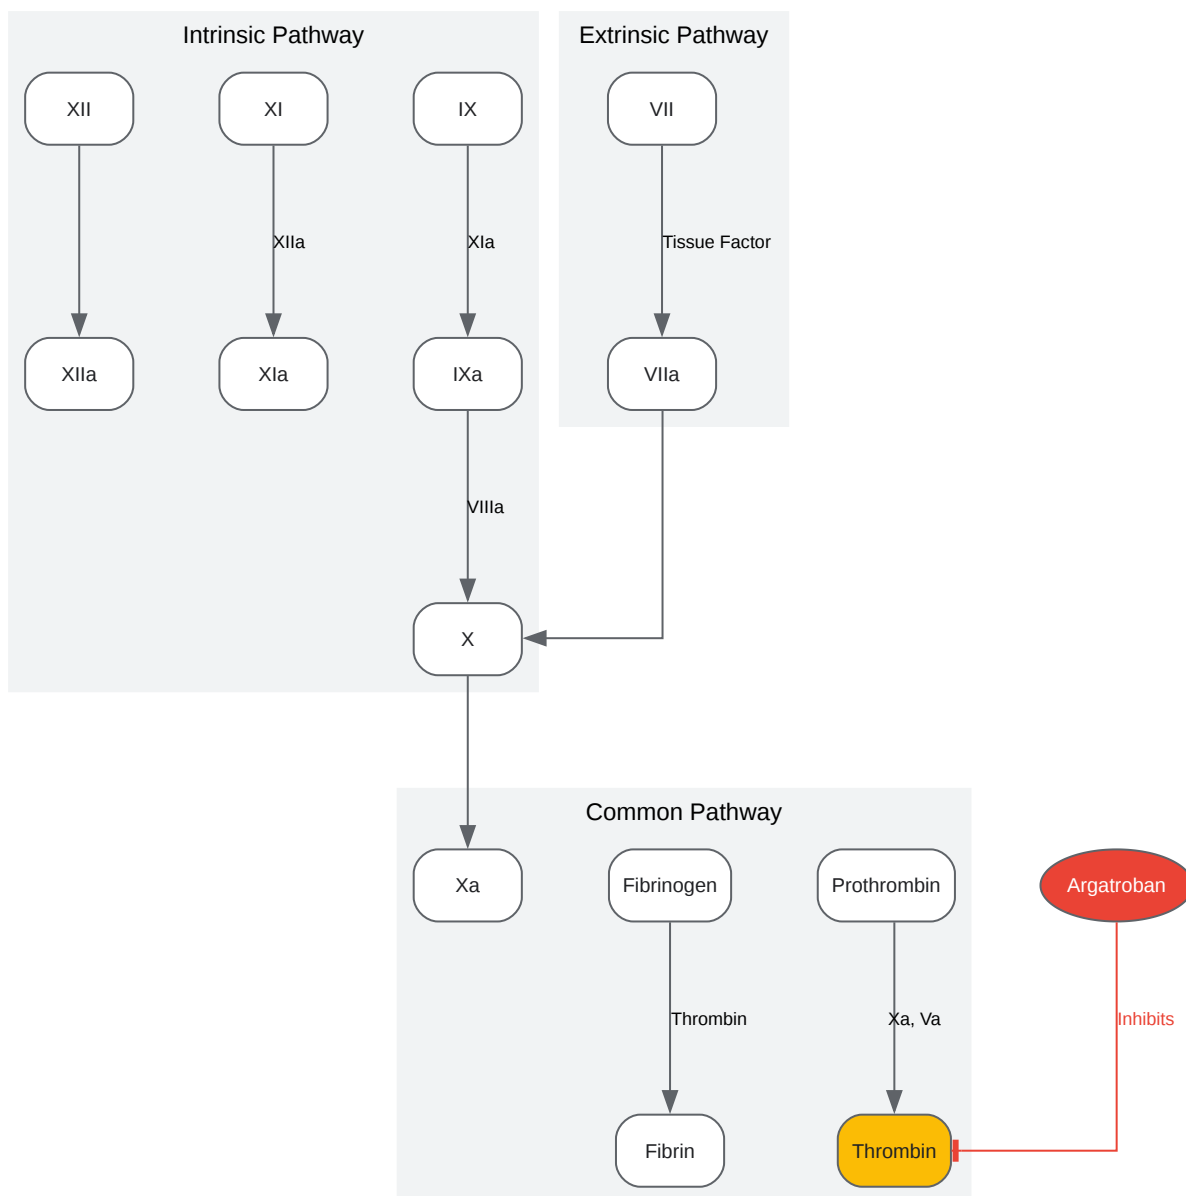 Intrinsic Pathway
Extrinsic Pathway
XII
XI
IX
VII
XIIa
XIa
Tissue Factor
XIIa
XIa
IXa
VIIa
VIIIa
X
Common Pathway
Xa
Fibrinogen
Prothrombin
Argatroban
Thrombin
Xa, Va
Inhibits
Fibrin
Thrombin